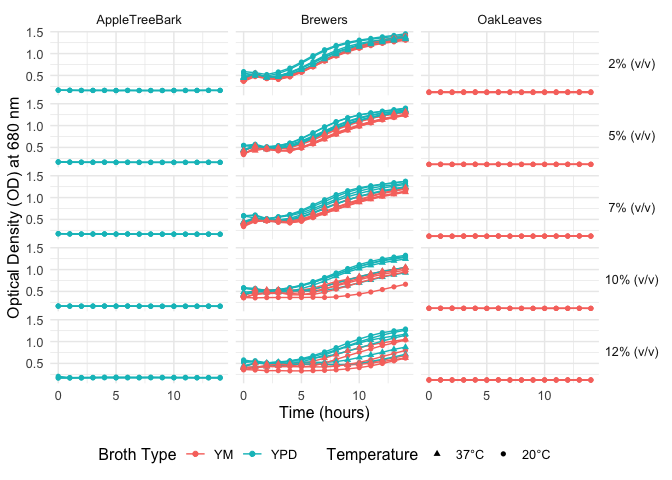 AppleTreeBark Brewers OakLeaves
1.5
1.0
0.5
2% (v/v)
1.5
1.0
0.5
5% (v/v)
1.5
1.0
0.5
7% (v/v)
1.5
1.0
0.5
10% (v/v)
1.5
1.0
0.5
12% (v/v)
Optical Density (OD) at 680 nm
0 5 10 0 5 10 0 5 10
Time (hours)
Broth Type YM YPD Temperature 37°C 20°C